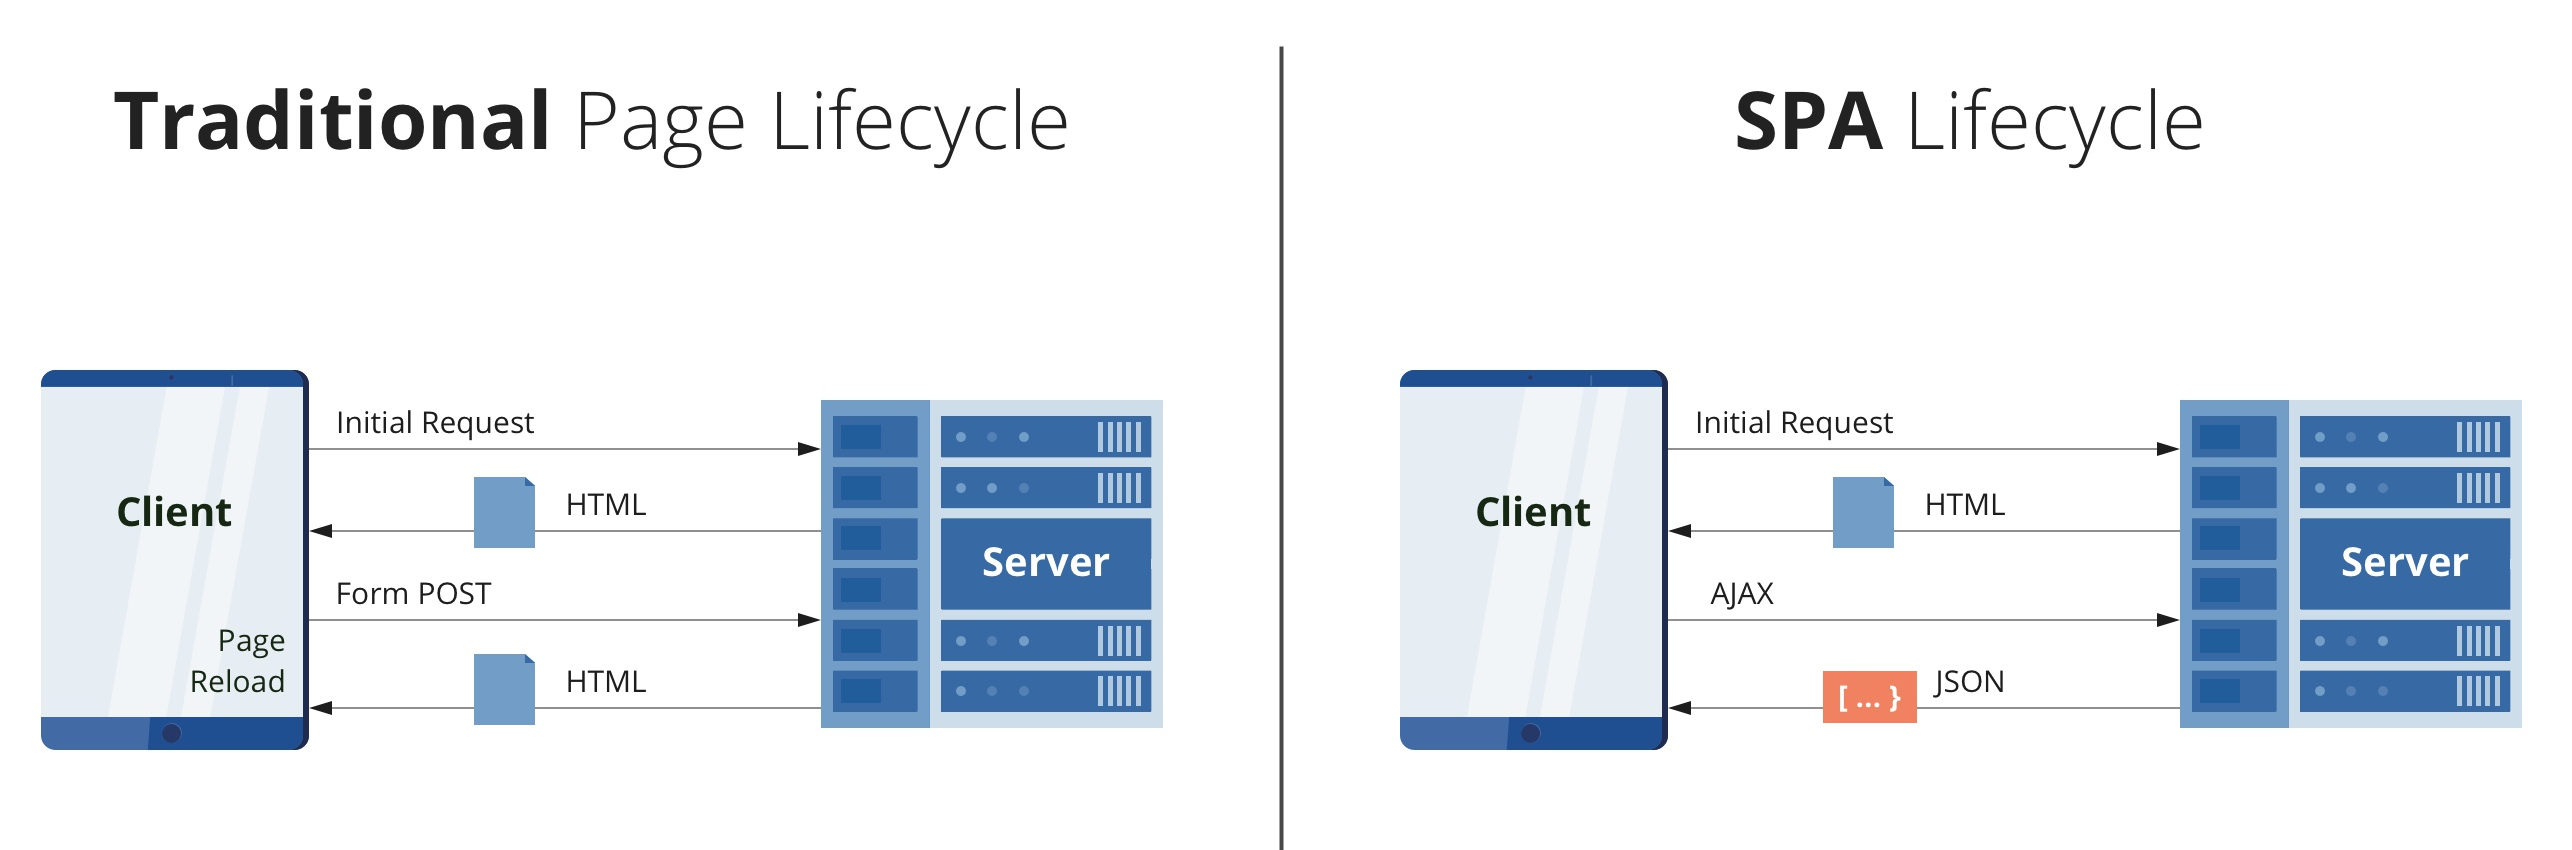 Traditional Page Lifecycle
Initial Request
HTML
Client
Server
Form POST
Page
Reload
HTML
SPA Lifecycle
Initial Request
HTML
Client
Server
AJAX
JSON
[ ... }